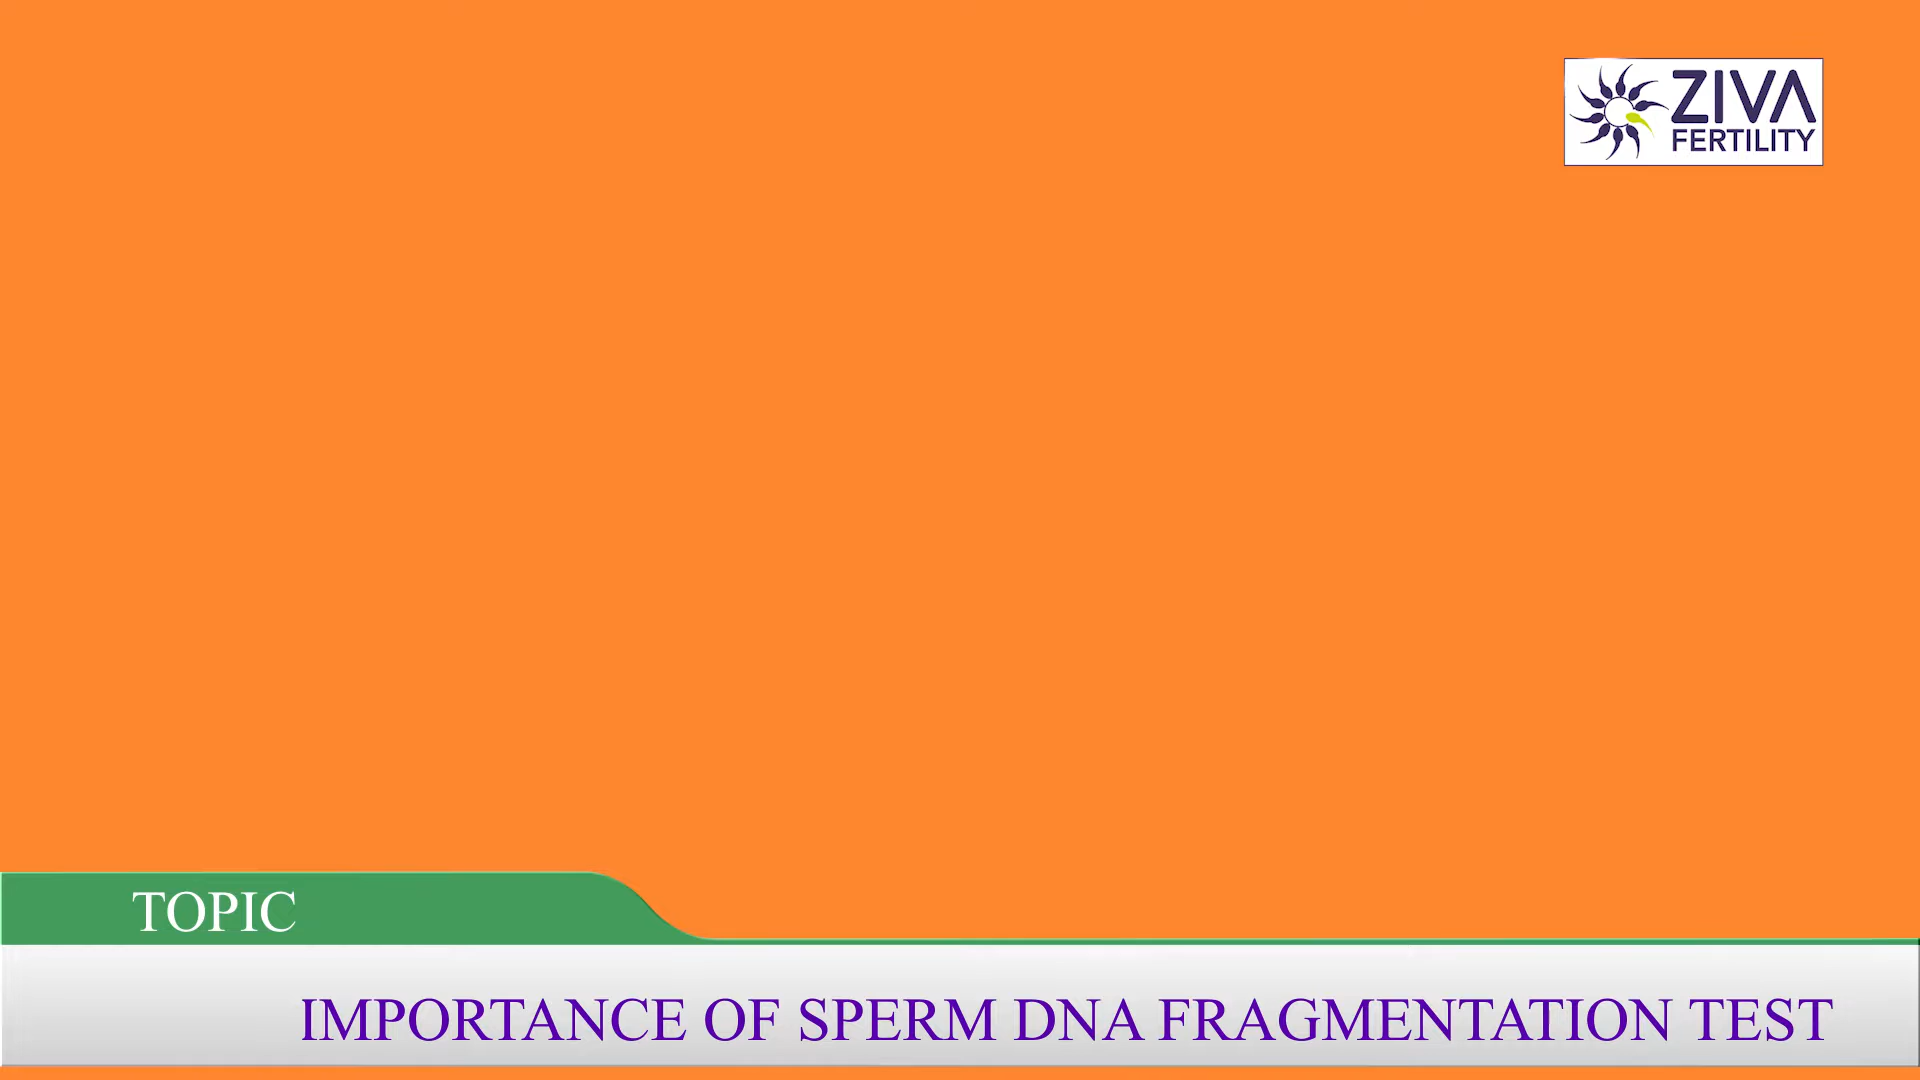 ZIVA
FERTILITY
TOPIC
IMPORTANCE OF SPERM DNA FRAGMENTATION TEST